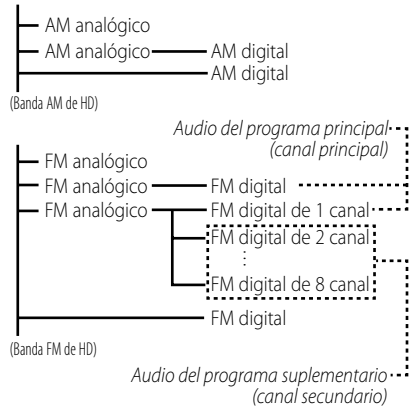 AM analógico
AM analógico AM digital
AM digital
(Banda AM de HD)
Audio del programa principal
(canal principal)
FM analógico
FM analógico FM digital
FM analógico FM digital de 1 canal
FM digital de 2 canal
⋮
FM digital de 8 canal
FM digital
(Banda FM de HD)
Audio del programa suplementario
(canal secundario)